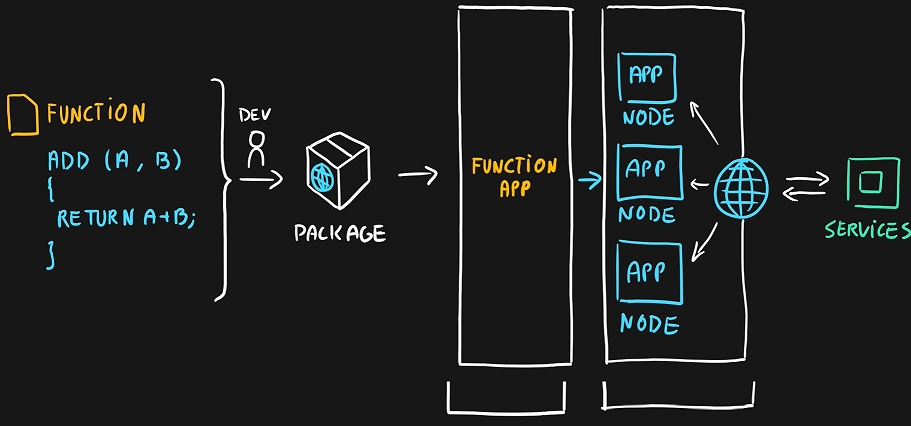 FUNCTION
ADD (A, B)
{
RETURN A+B;
}
DEV
PACKAGE
FUNCTION
APP
APP
NODE
APP
NODE
APP
NODE
SERVICES